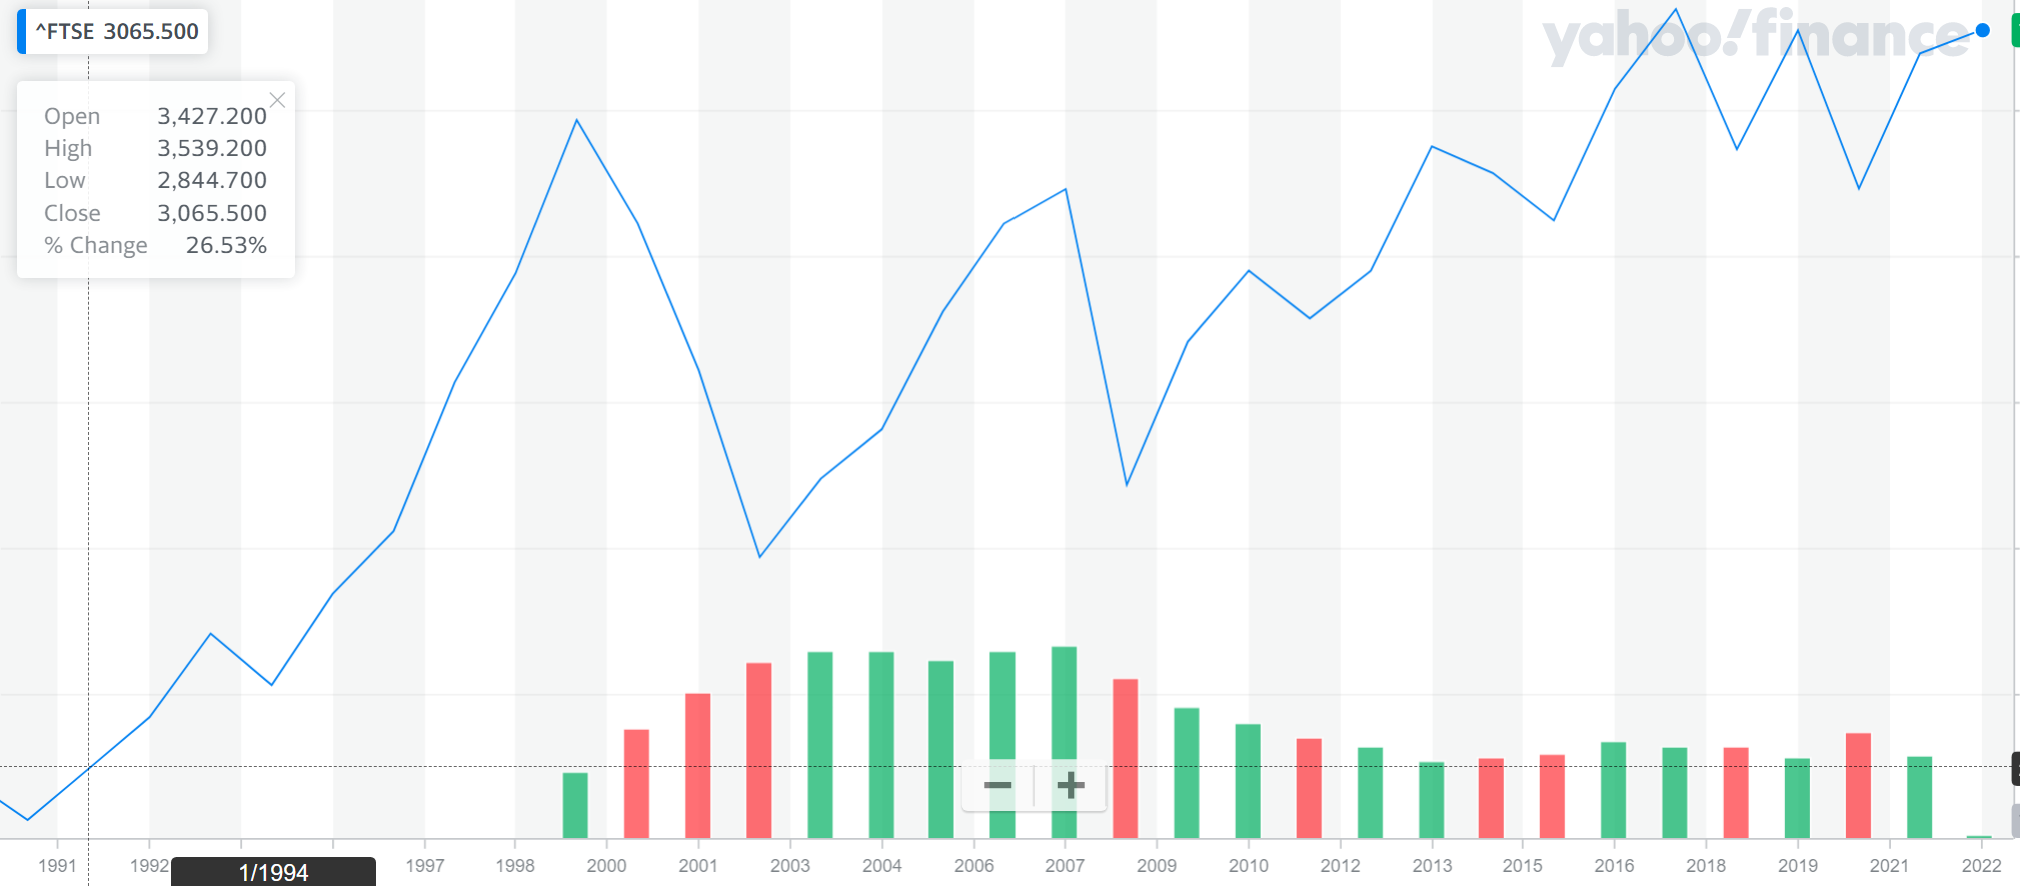 ^FTSE 3065.500
yahoo!finance
Open 3,427.200
High 3,539.200
Low 2,844.700
Close 3,065.500
% Change 26.53%
1991 1992 1997 1998 2000 2001 2003 2004 2006 2007 2009 2010 2012 2013 2015 2016 2018 2019 2021 2022
1/1994